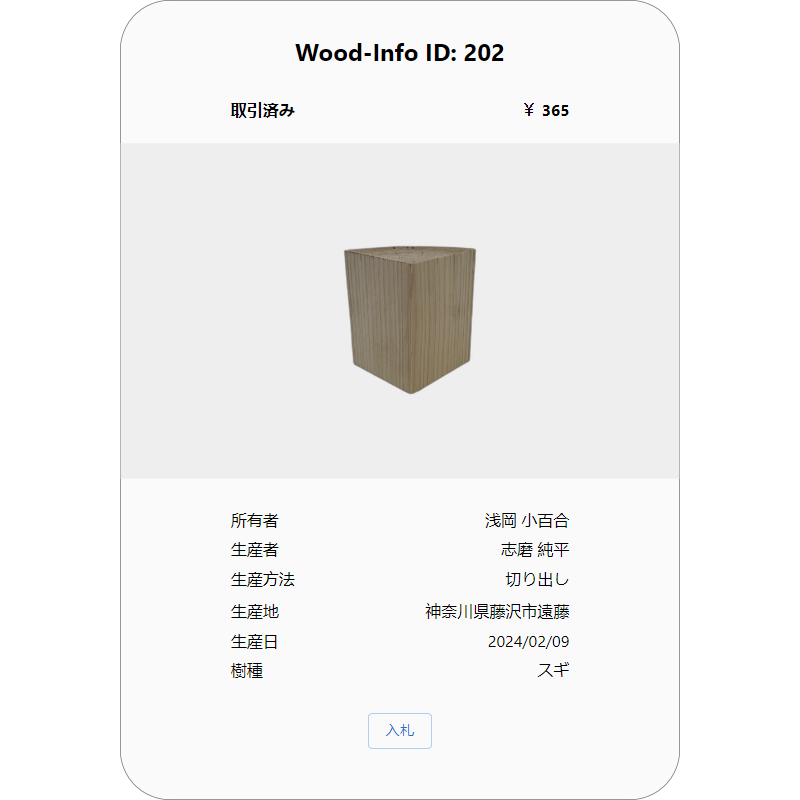 Wood-Info ID: 202
取引済み ￥ 365
所有者 浅岡 小百合
生産者 志磨 純平
生産方法 切り出し
生産地 神奈川県藤沢市遠藤
生産日 2024/02/09
樹種 スギ
入札